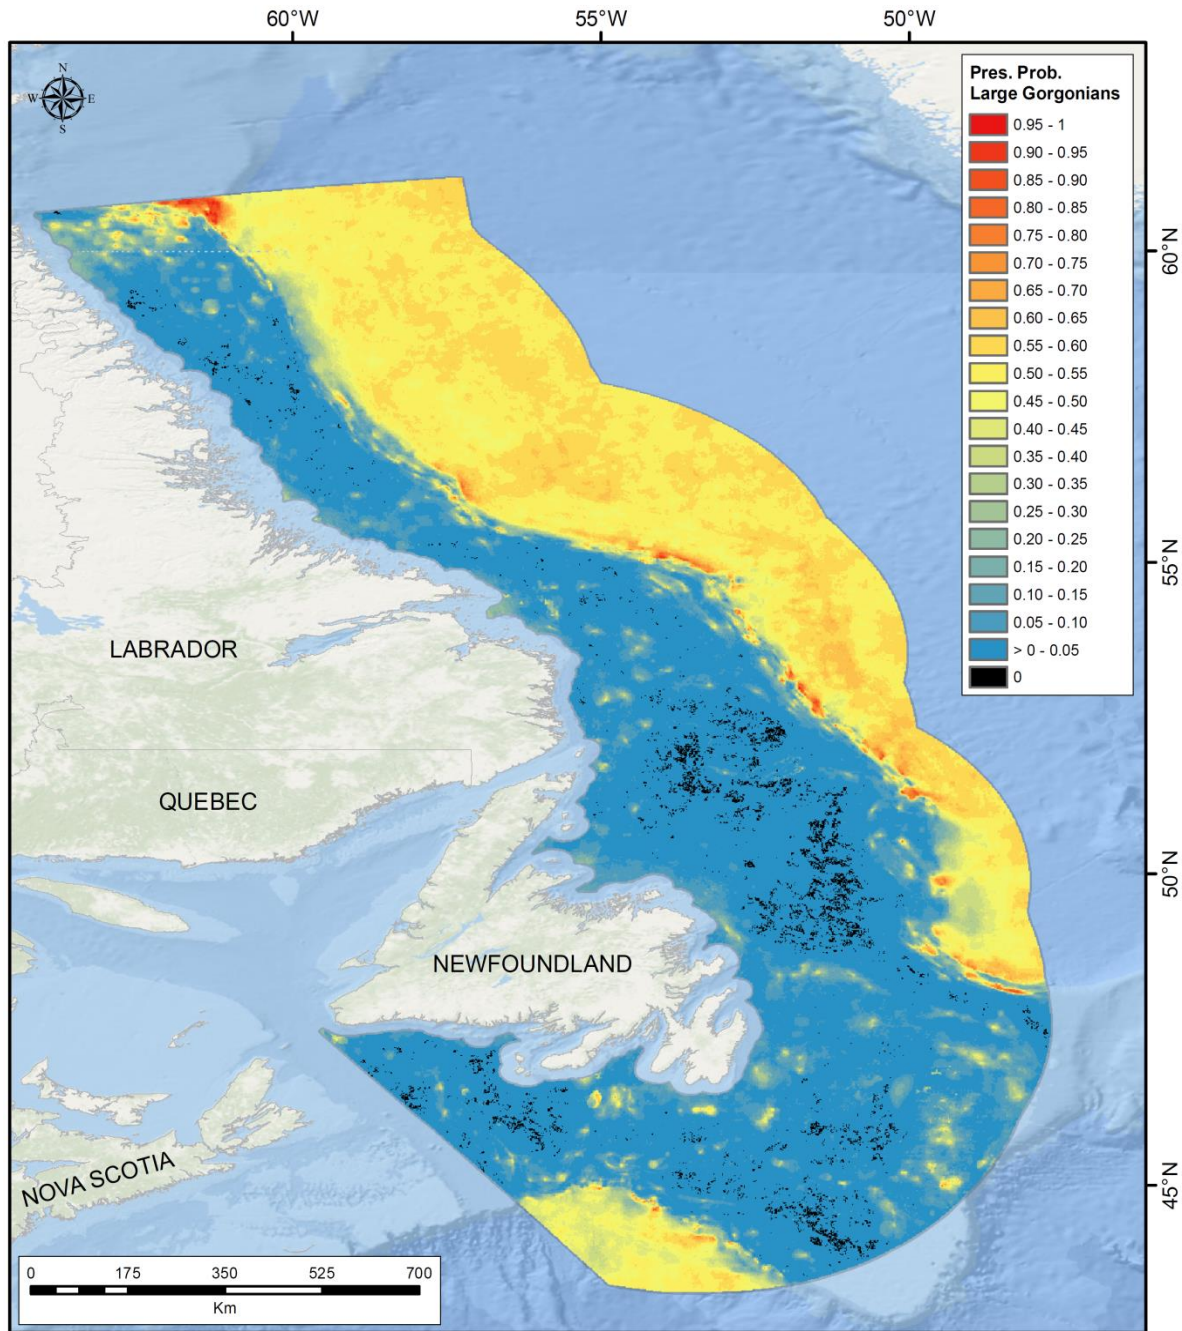 60°W 55°W 50°W
N
W E
S
Pres. Prob.
Large Gorgonians
0.95 - 1
0.90 - 0.95
0.85 - 0.90
0.80 - 0.85
0.75 - 0.80
0.70 - 0.75
0.65 - 0.70
0.60 - 0.65
0.55 - 0.60
0.50 - 0.55
0.45 - 0.50
0.40 - 0.45
0.35 - 0.40
0.30 - 0.35
0.25 - 0.30
0.20 - 0.25
0.15 - 0.20
0.10 - 0.15
0.05 - 0.10
> 0 - 0.05
0
60°N
55°N
50°N
45°N
LABRADOR
QUEBEC
NEWFOUNDLAND
NOVA SCOTIA
0 175 350 525 700
Km